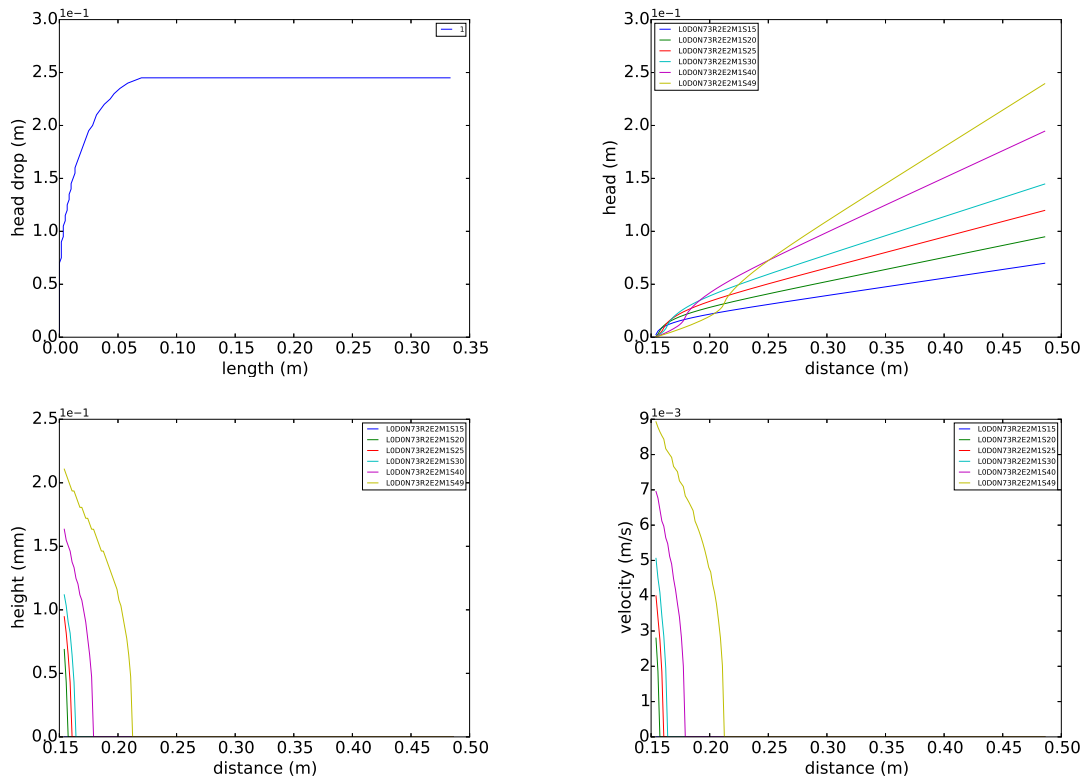 1e−1
3.0
2.5
2.0
1.5
1.0
0.5
0.0
head drop (m)
1
0.00 0.05 0.10 0.15 0.20 0.25 0.30 0.35
length (m)
1e−1
3.0
2.5
2.0
1.5
1.0
0.5
0.0
head (m)
L0D0N73R2E2M1S15
L0D0N73R2E2M1S20
L0D0N73R2E2M1S25
L0D0N73R2E2M1S30
L0D0N73R2E2M1S40
L0D0N73R2E2M1S49
0.15 0.20 0.25 0.30 0.35 0.40 0.45 0.50
distance (m)
1e−1
2.5
2.0
1.5
1.0
0.5
0.0
height (mm)
L0D0N73R2E2M1S15
L0D0N73R2E2M1S20
L0D0N73R2E2M1S25
L0D0N73R2E2M1S30
L0D0N73R2E2M1S40
L0D0N73R2E2M1S49
0.15 0.20 0.25 0.30 0.35 0.40 0.45 0.50
distance (m)
1e−3
9
8
7
6
5
4
3
2
1
0
velocity (m/s)
L0D0N73R2E2M1S15
L0D0N73R2E2M1S20
L0D0N73R2E2M1S25
L0D0N73R2E2M1S30
L0D0N73R2E2M1S40
L0D0N73R2E2M1S49
0.15 0.20 0.25 0.30 0.35 0.40 0.45 0.50
distance (m)